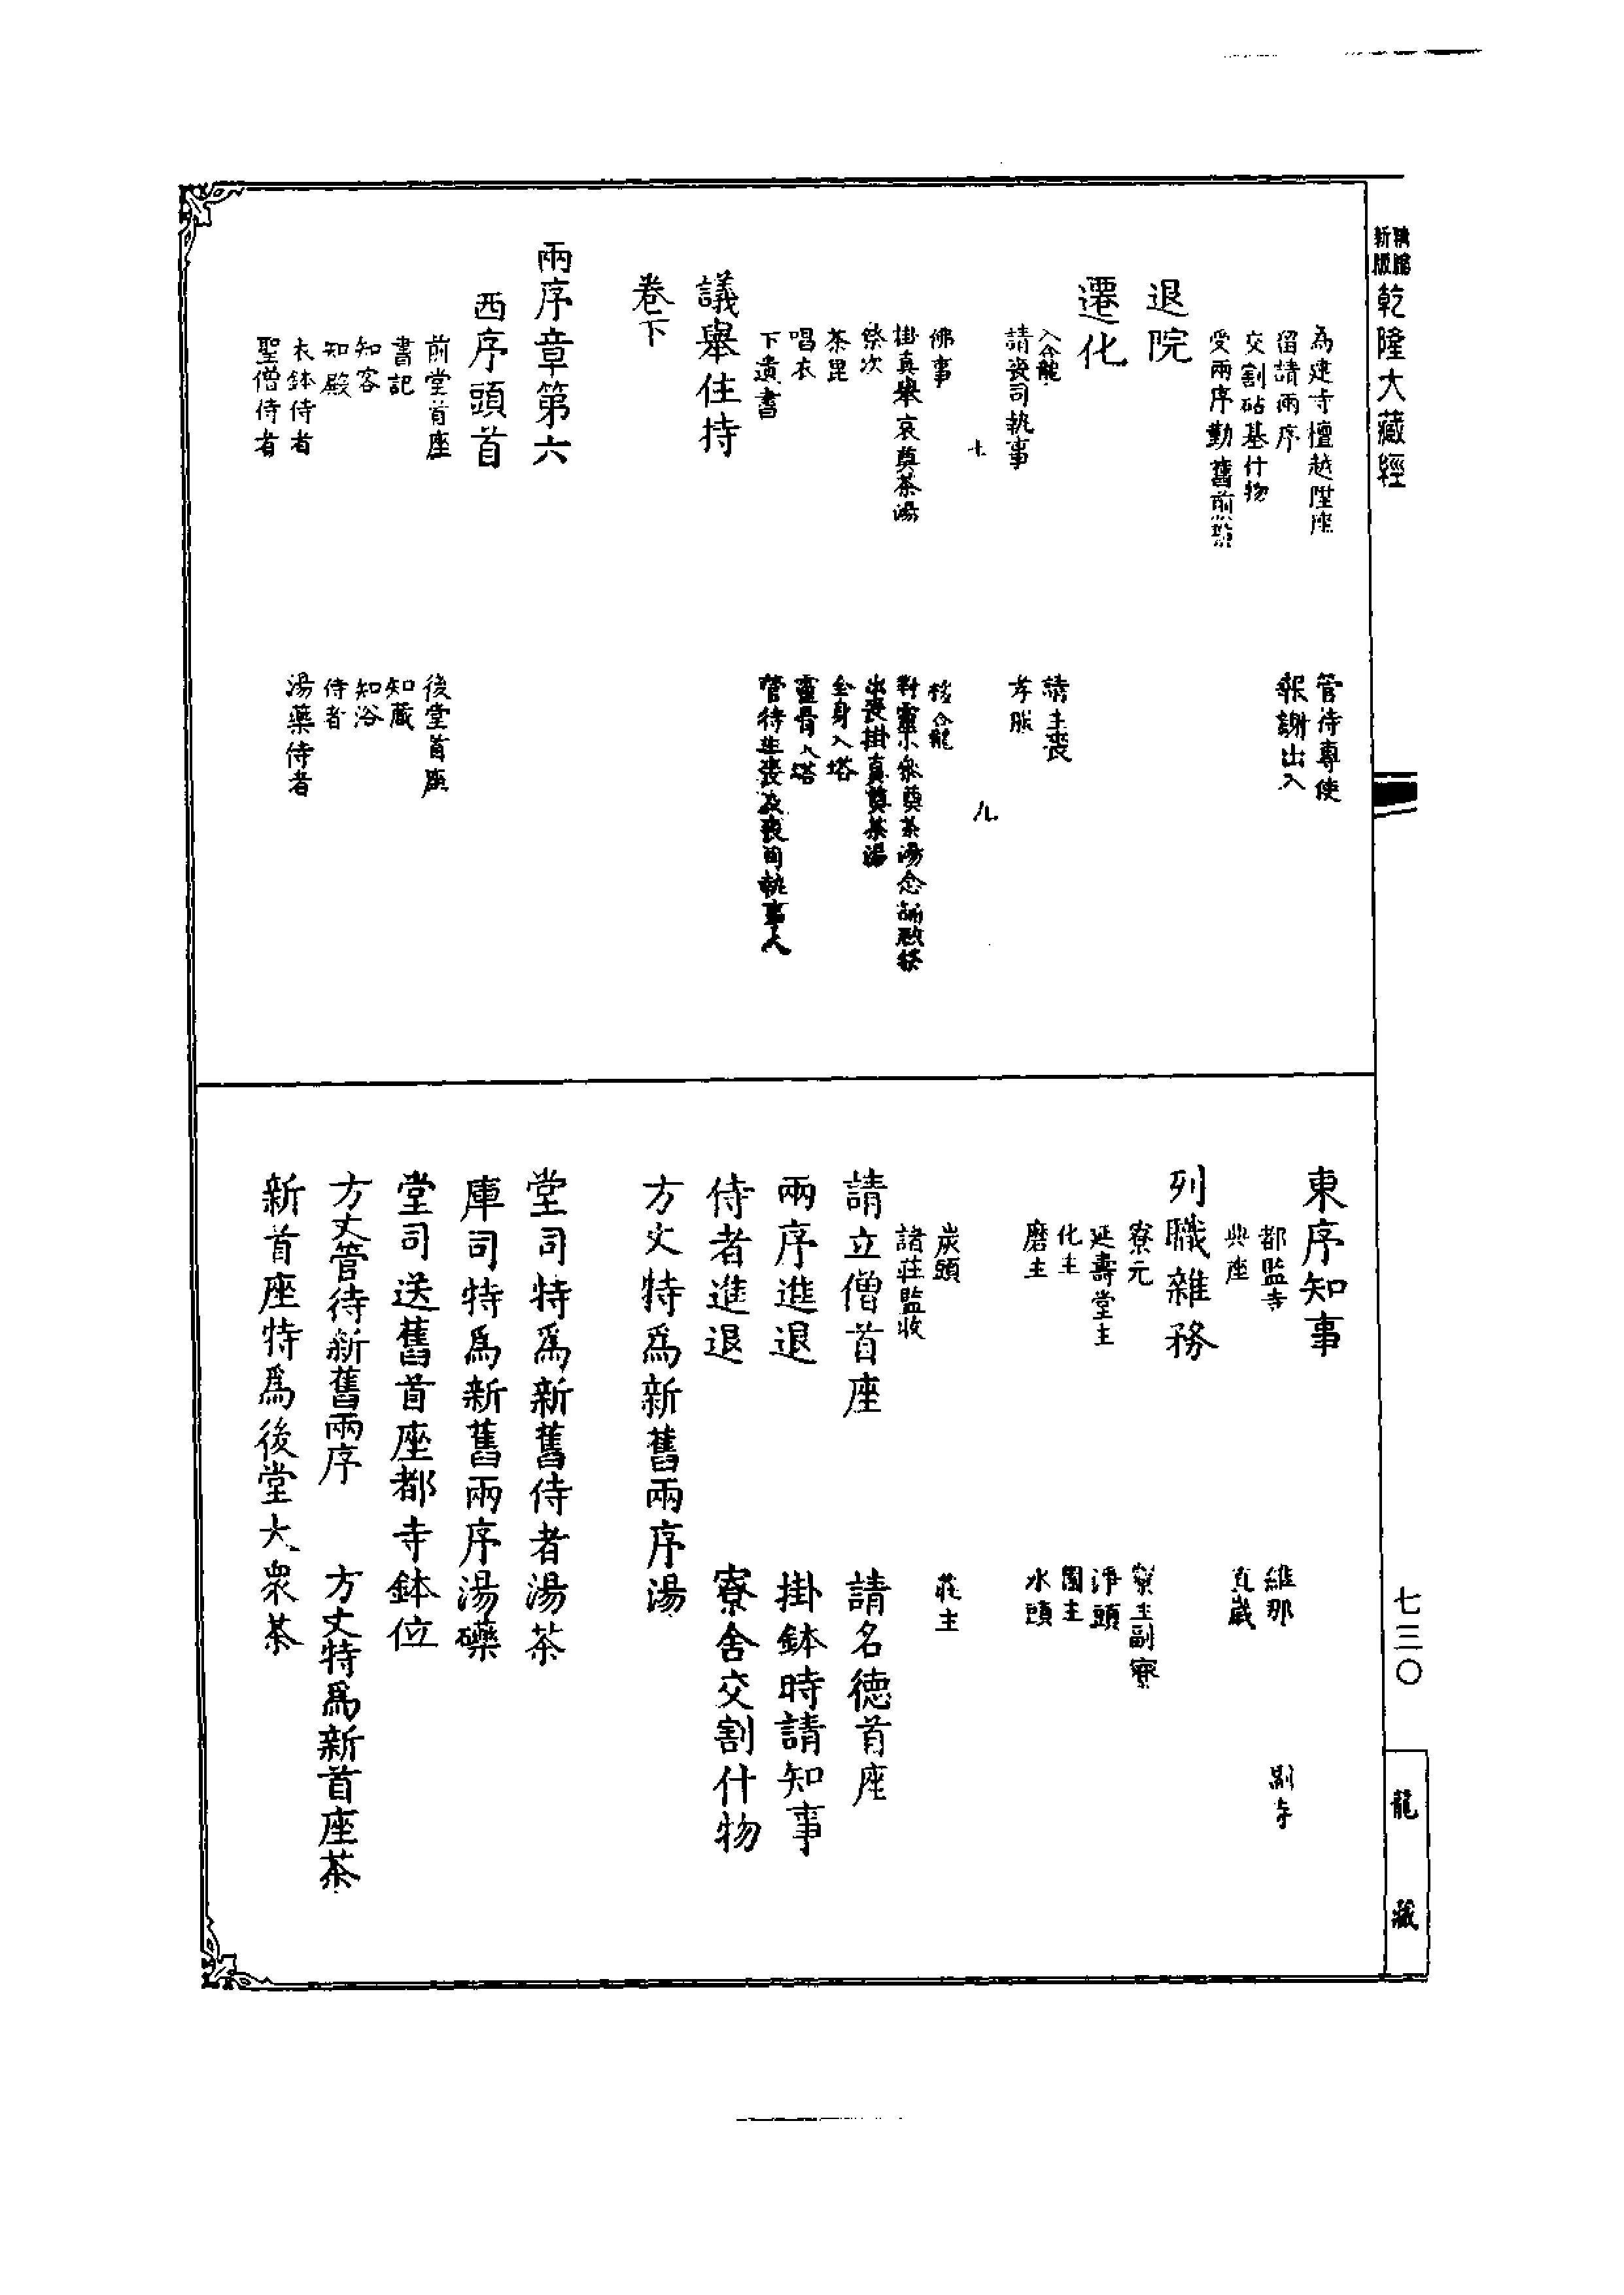 新版
精縮
乾隆大藏經
為建寺檀越陞座　管待專使
留請兩序　報謝出入
交割砧基什物
受兩序勤舊煎點
退院
遷化
入龕　請主喪
請喪司執事　孝服
十　九
佛事　移龕
掛真舉哀奠茶湯　對靈小參奠茶湯念誦致祭
祭次　出喪掛真奠茶湯
茶毘　全身入塔
唱衣　靈骨入塔
下遺書　管待主喪及喪司執事人
議舉住持
卷下
兩序章第六
西序頭首
前堂首座　後堂首座
書記　知藏
知客　知浴
知殿　侍者
衣鉢侍者　湯藥侍者
聖僧侍者
東序知事
都監寺　維那　副寺
典座　直歲
列職雜務
寮元　寮主副寮
延壽堂主　淨頭
化主　園主
磨主　水頭
炭頭　莊主
諸莊監收
請立僧首座　請名德首座
兩序進退　掛鉢時請知事
侍者進退　寮舍交割什物
方丈特爲新舊兩序湯
堂司特爲新舊侍者湯茶
庫司特爲新舊兩序湯藥
堂司送舊首座都寺鉢位
方丈管待新舊兩序　方丈特爲新首座茶
新首座特爲後堂大衆茶
七三〇
龍藏